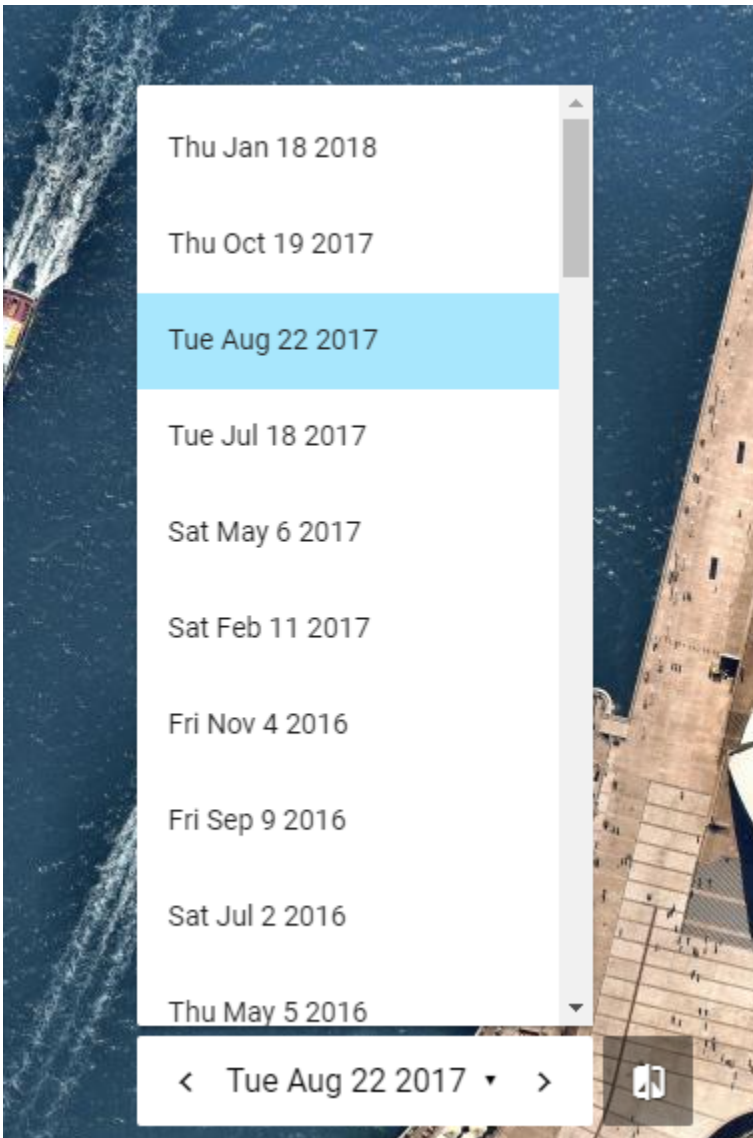 Thu Jan 18 2018
Thu Oct 19 2017
Tue Aug 22 2017
Tue Jul 18 2017
Sat May 6 2017
Sat Feb 11 2017
Fri Nov 4 2016
Fri Sep 9 2016
Sat Jul 2 2016
Thu May 5 2016
Tue Aug 22 2017